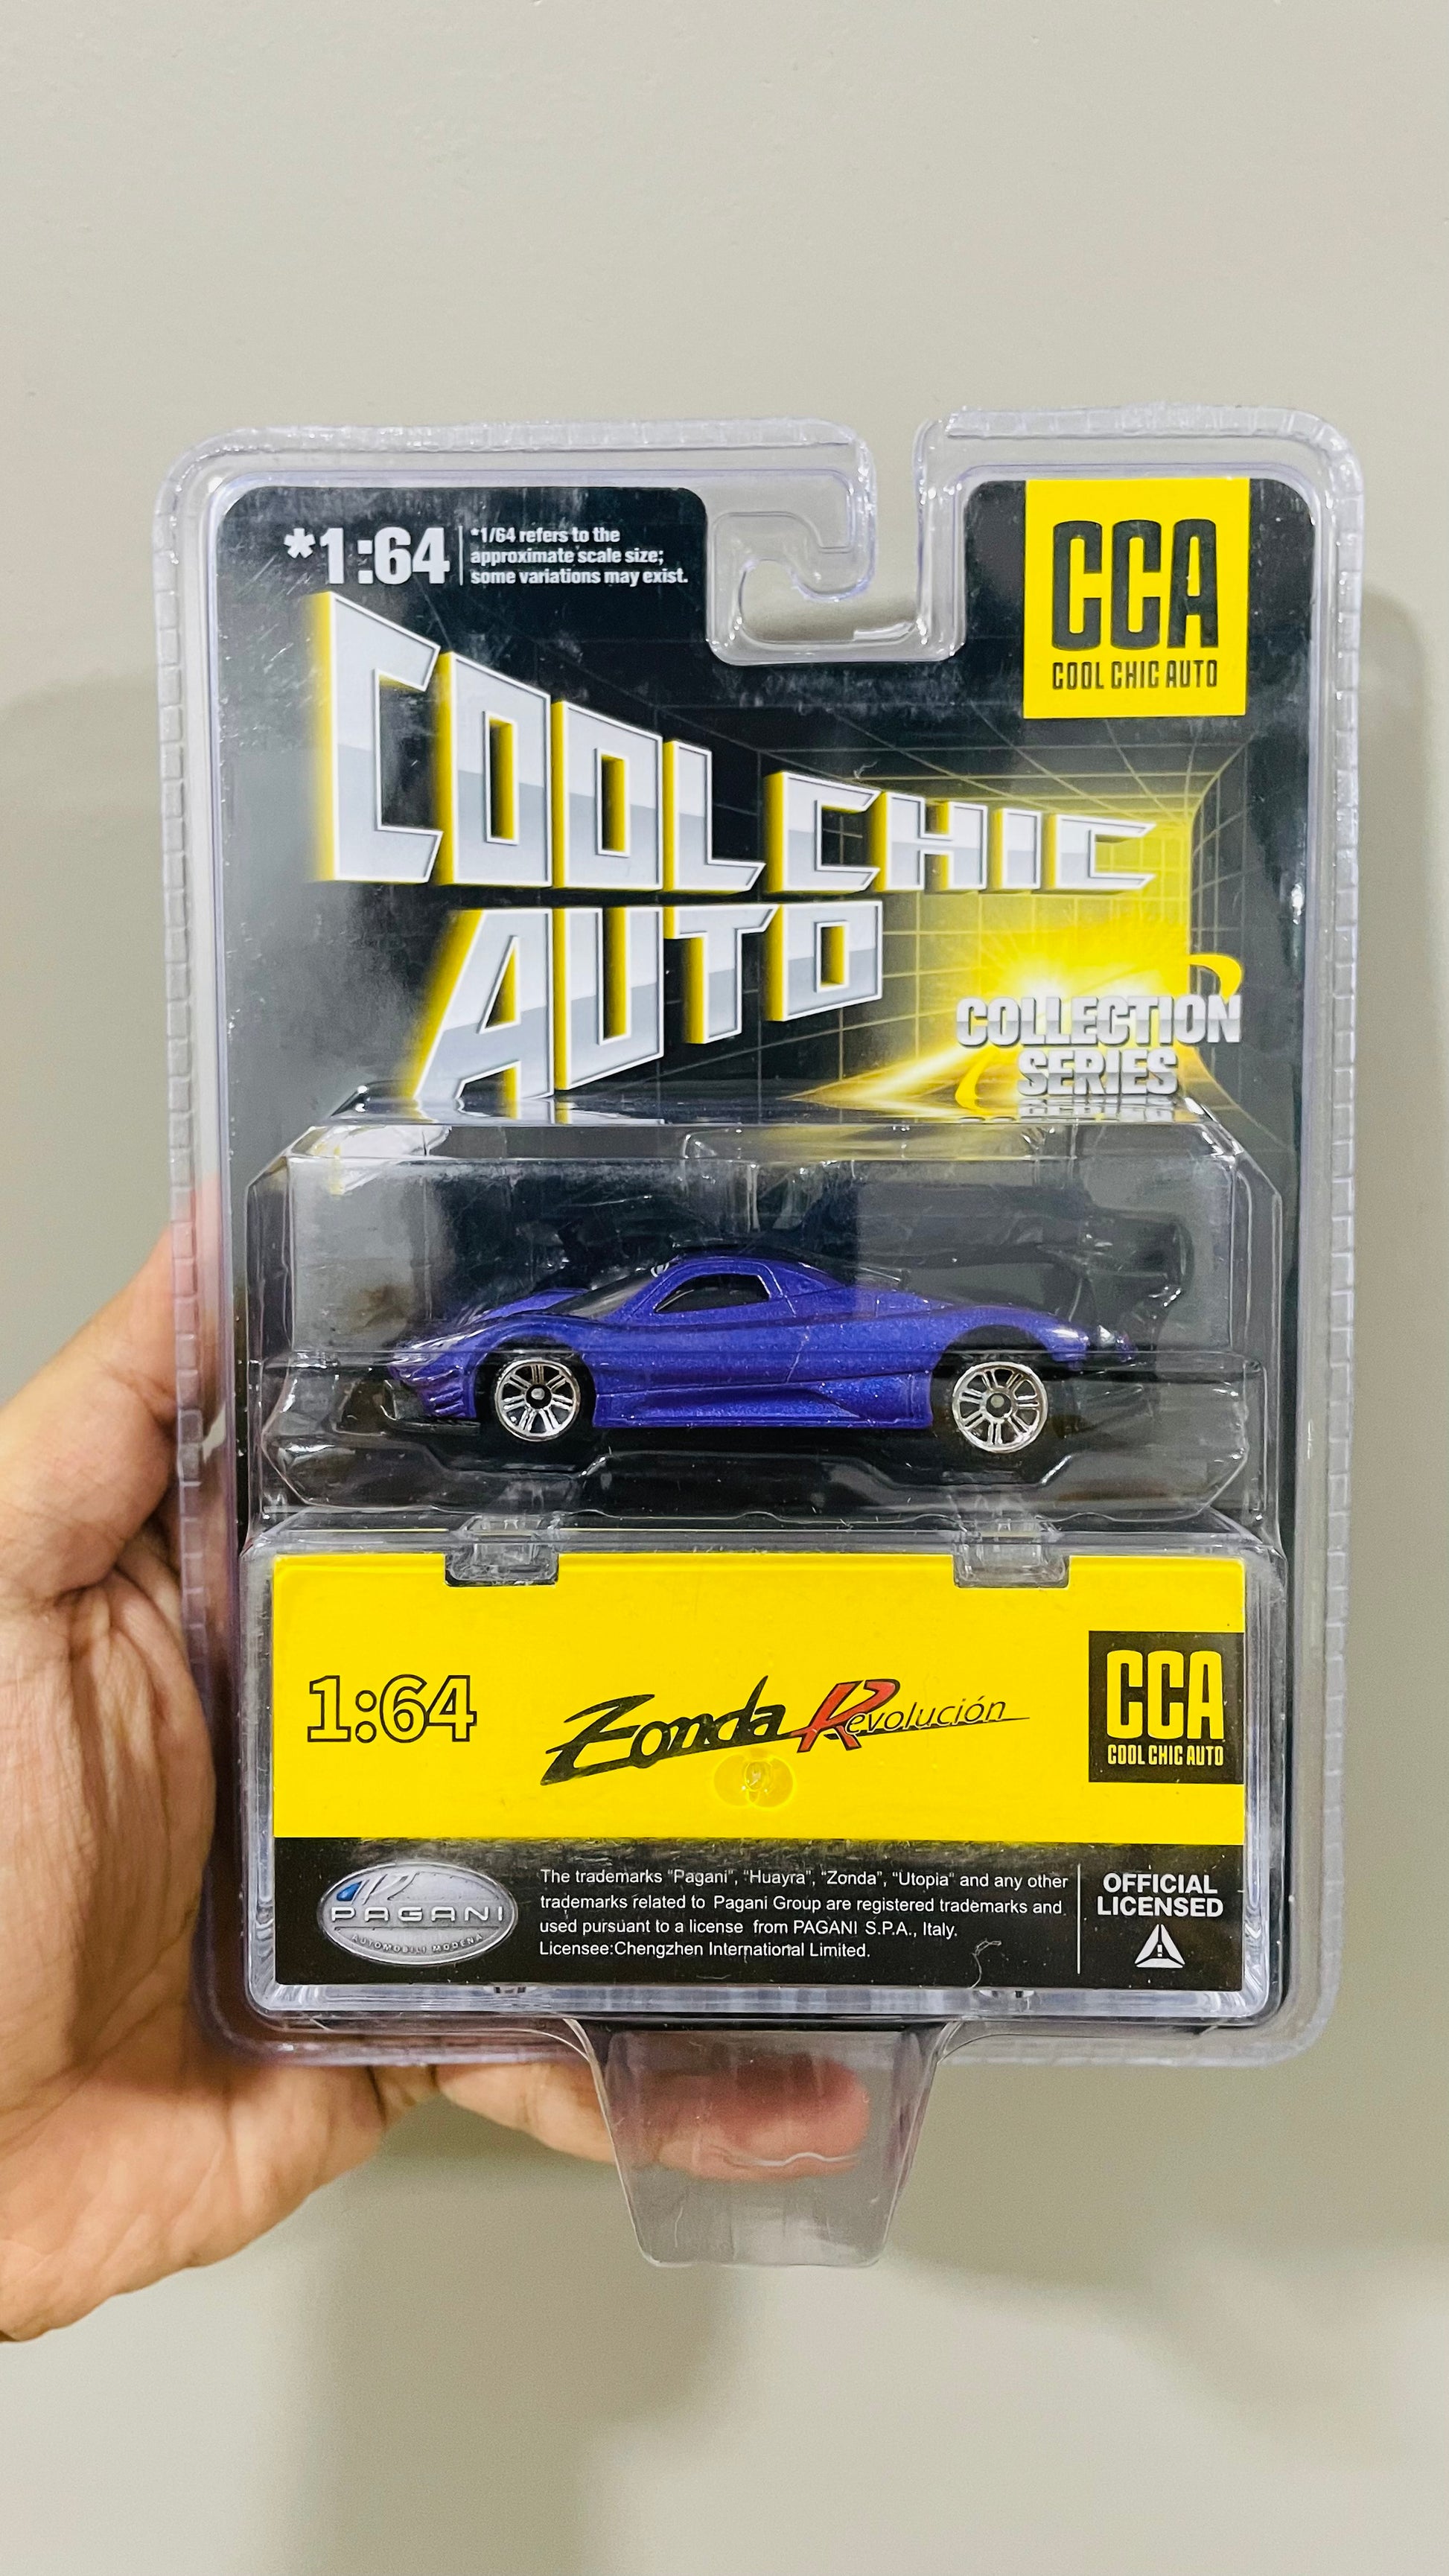 *1:64
*1/64 refers to the
approximate scale size;
some variations may exist.
CCA
COOL CHIC AUTO
COOL CHIC
AUTO
COLLECTION
SERIES
1:64
Zonda Revolución
CCA
COOL CHIC AUTO
PAGANI
AUTOMOBILI MODENA
The trademarks "Pagani", "Huayra", "Zonda", "Utopia" and any other
trademarks related to Pagani Group are registered trademarks and
used pursuant to a license from PAGANI S.P.A., Italy.
Licensee:Chengzhen International Limited.
OFFICIAL
LICENSED